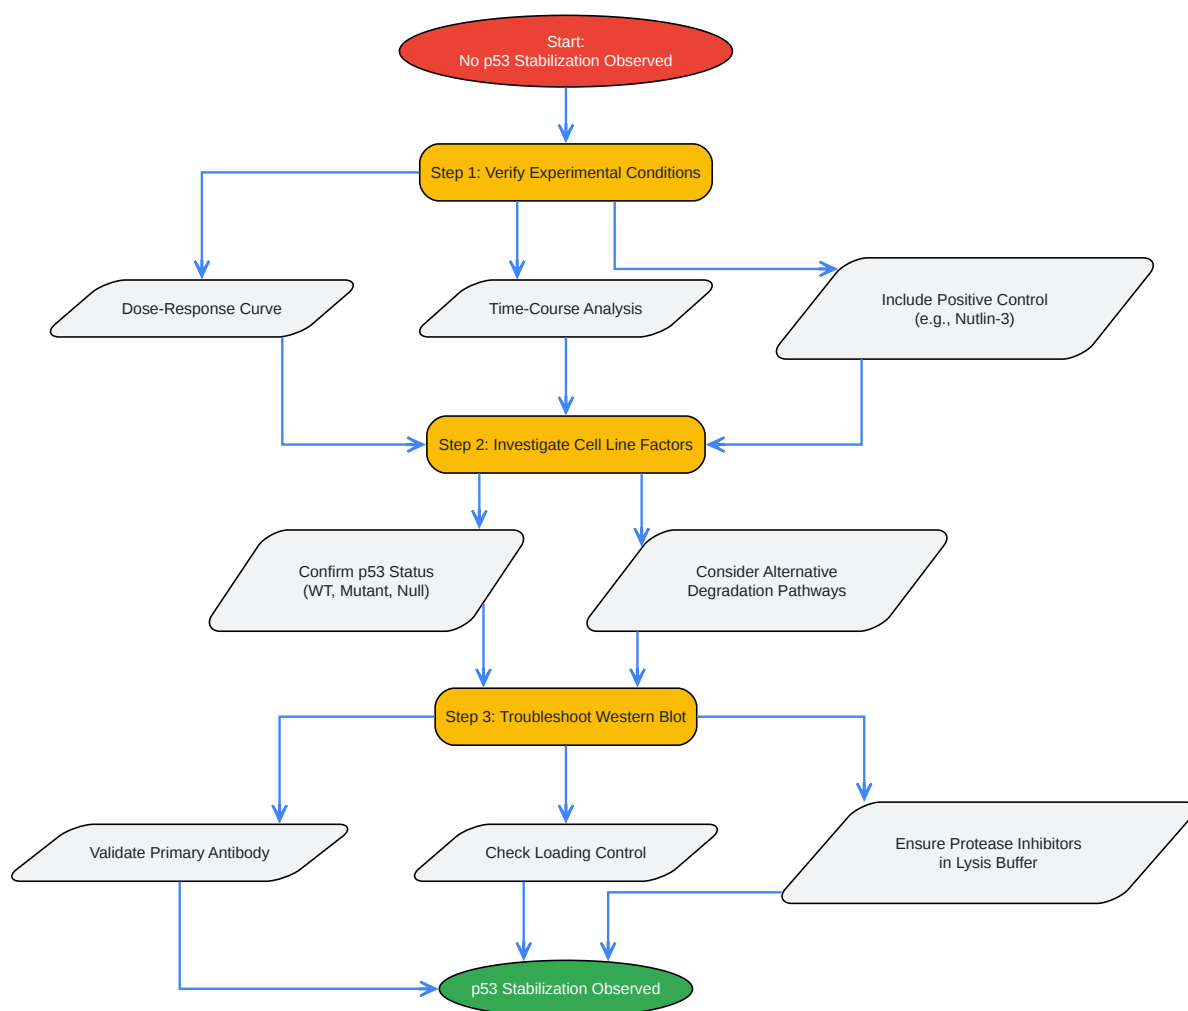 Start:
No p53 Stabilization Observed
Step 1: Verify Experimental Conditions
Dose-Response Curve
Time-Course Analysis
Include Positive Control
(e.g., Nutlin-3)
Step 2: Investigate Cell Line Factors
Confirm p53 Status
(WT, Mutant, Null)
Consider Alternative
Degradation Pathways
Step 3: Troubleshoot Western Blot
Validate Primary Antibody
Check Loading Control
Ensure Protease Inhibitors
in Lysis Buffer
p53 Stabilization Observed